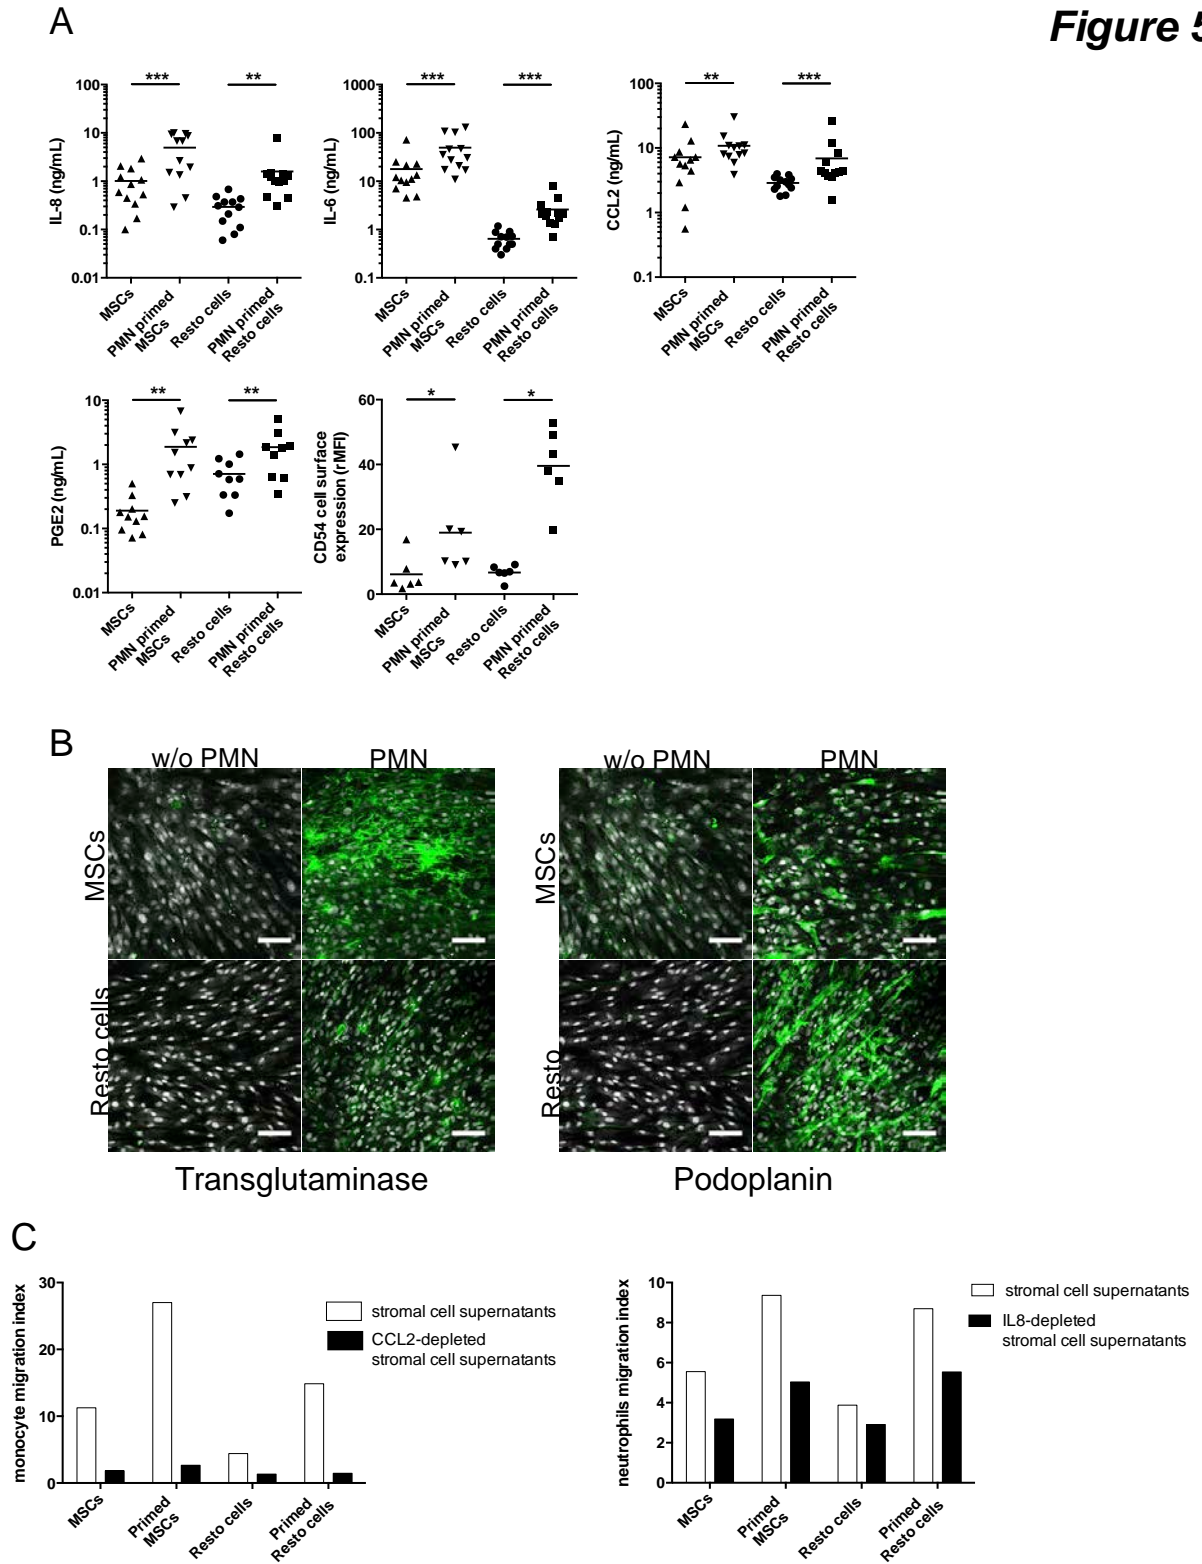 A
Figure 5
*** **
IL-8 (ng/mL)
100
10
1
0.1
0.01
MSCs
PMN primed
MSCs
Resto cells
PMN primed
Resto cells
*** ***
IL-6 (ng/mL)
1000
100
10
1
0.1
MSCs
PMN primed
MSCs
Resto cells
PMN primed
Resto cells
** ***
CCL2 (ng/mL)
100
10
1
0.1
MSCs
PMN primed
MSCs
Resto cells
PMN primed
Resto cells
** **
PGE2 (ng/mL)
10
1
0.1
0.01
MSCs
PMN primed
MSCs
Resto cells
PMN primed
Resto cells
* *
CD54 cell surface
expression (rMFI)
60
40
20
0
MSCs
PMN primed
MSCs
Resto cells
PMN primed
Resto cells
B
w/o PMN PMN
MSCs
Resto cells
Transglutaminase
w/o PMN PMN
MSCs
Resto
Podoplanin
C
monocyte migration index
30
20
10
0
MSCs
Primed
MSCs
Resto cells
Primed
Resto cells
stromal cell supernatants
CCL2-depleted
stromal cell supernatants
neutrophils migration index
10
8
6
4
2
0
MSCs
Primed
MSCs
Resto cells
Primed
Resto cells
stromal cell supernatants
IL8-depleted
stromal cell supernatants